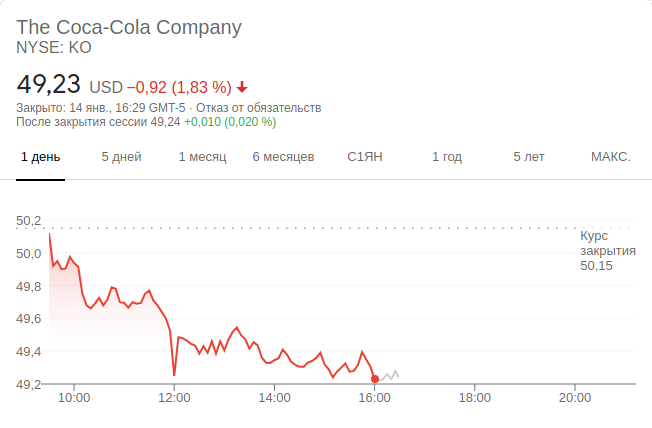 The Coca-Cola Company
NYSE: KO
49,23 USD −0,92 (1,83 %)
Закрыто: 14 янв., 16:29 GMT-5 · Отказ от обязательств
После закрытия сессии 49,24 +0,010 (0,020 %)
1 день 5 дней 1 месяц 6 месяцев С1ЯН 1 год 5 лет МАКС.
50,2
Курс
закрытия
50,15
50,0
49,8
49,6
49,4
49,2
10:00 12:00 14:00 16:00 18:00 20:00